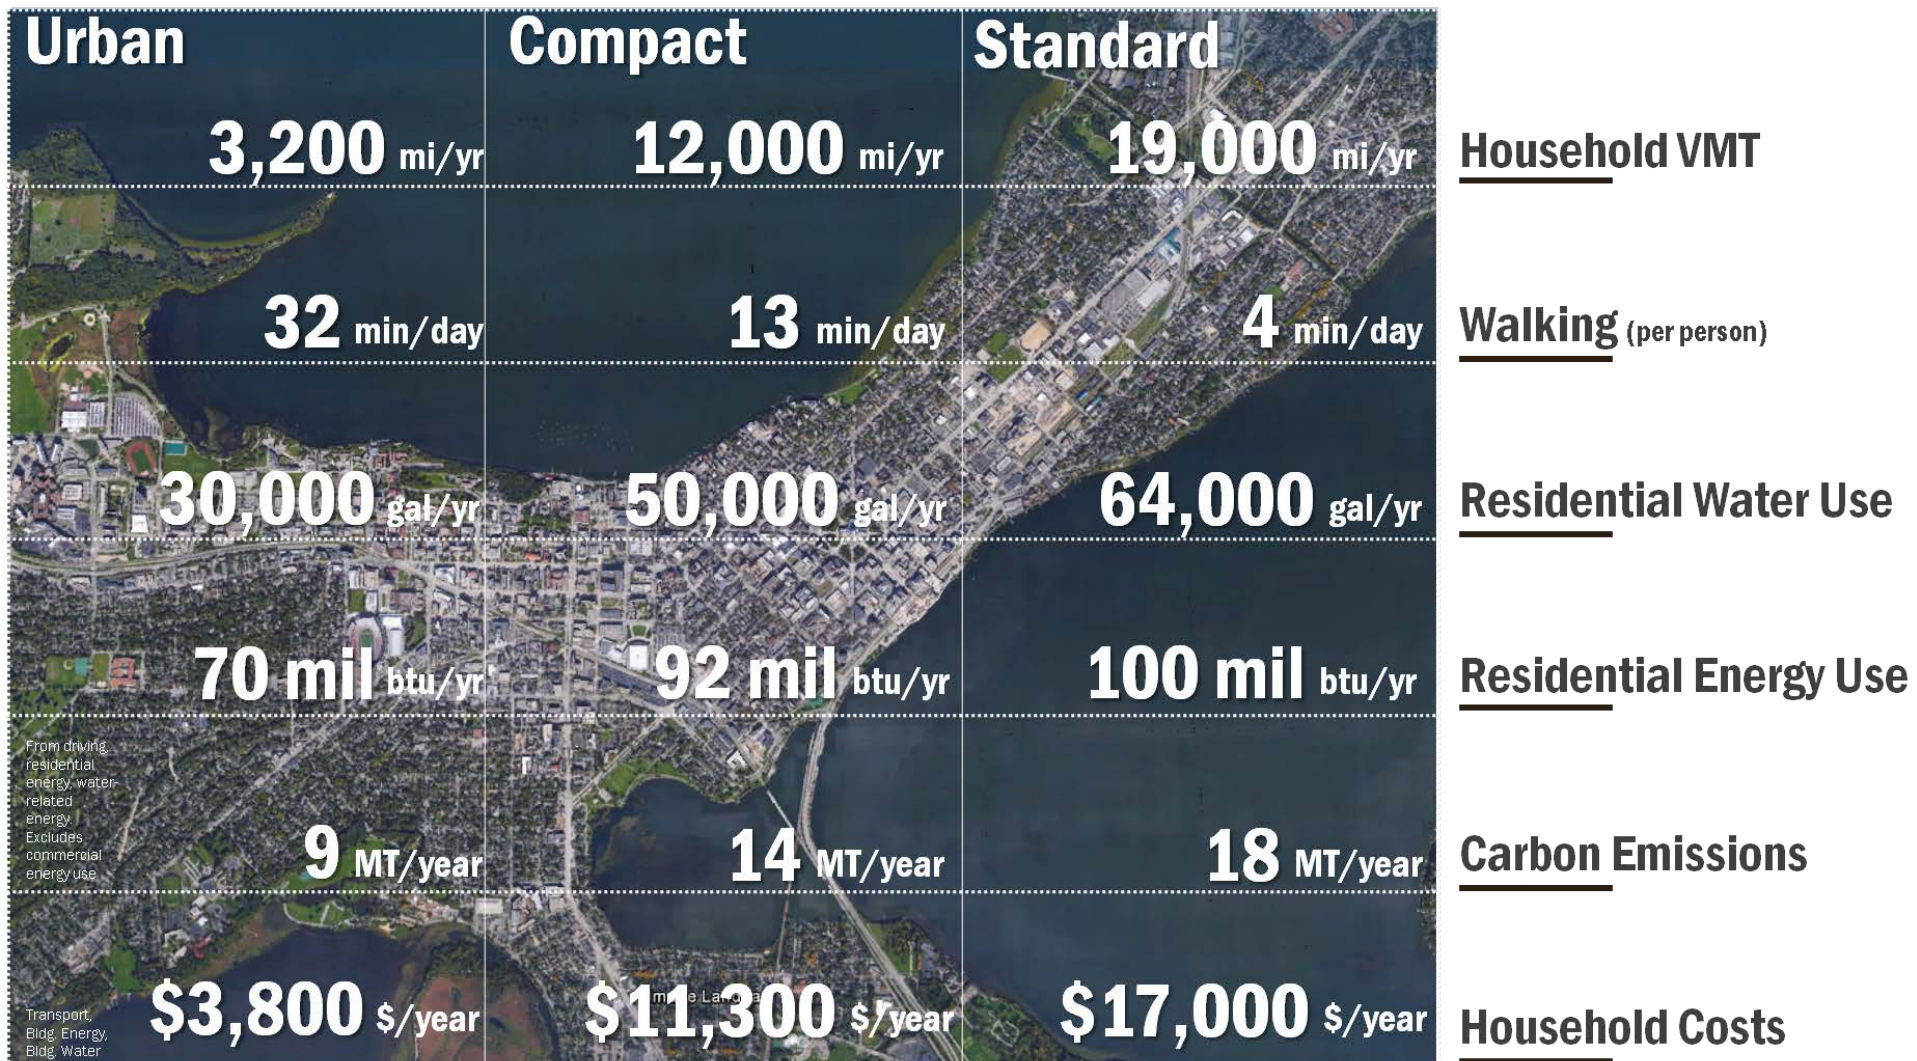 Urban Compact Standard
3,200 mi/yr 12,000 mi/yr 19,000 mi/yr Household VMT
32 min/day 13 min/day 4 min/day Walking (per person)
30,000 gal/yr 50,000 gal/yr 64,000 gal/yr Residential Water Use
70 mil btu/yr 92 mil btu/yr 100 mil btu/yr Residential Energy Use
From driving,
residential
energy, water-
related
energy.
Excludes
commercial
energy use
9 MT/year 14 MT/year 18 MT/year Carbon Emissions
$3,800 $/year $11,300 $/year $17,000 $/year Household Costs
Transport,
Bldg. Energy,
Bldg. Water